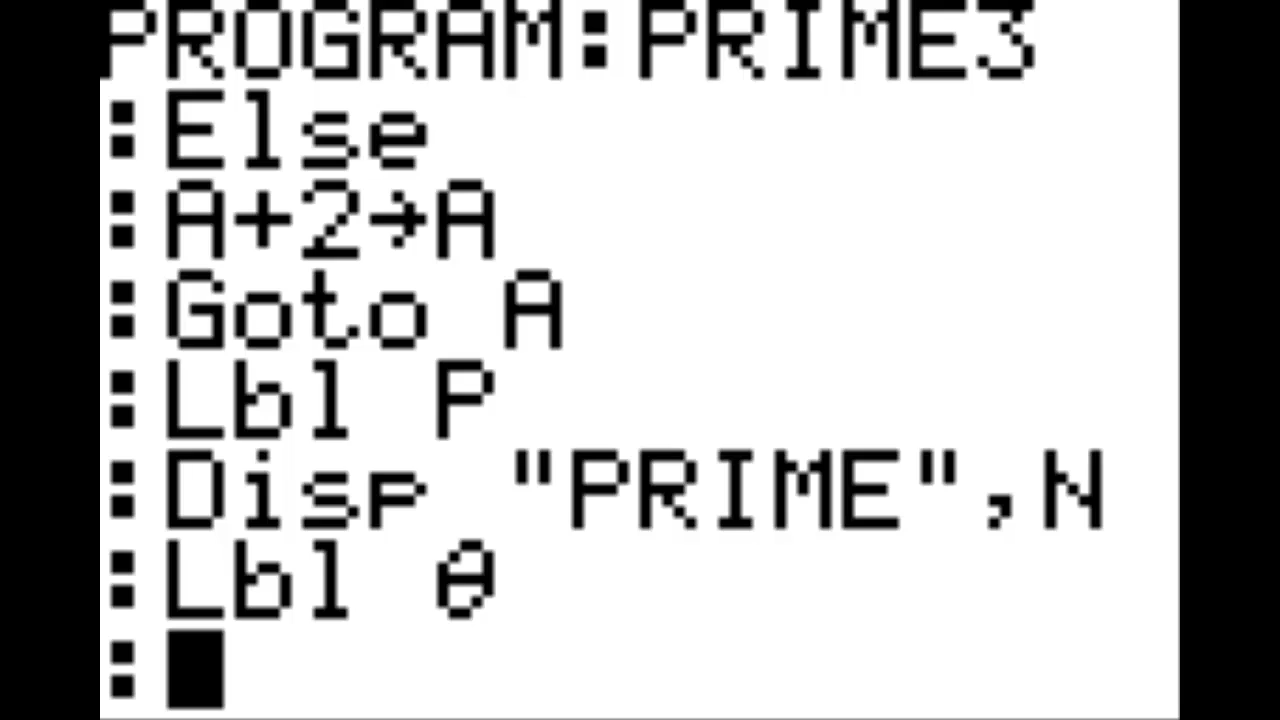 PROGRAM:PRIME3
:Else
:A+2→A
:Goto A
:Lbl P
:Disp "PRIME",N
:Lbl θ
: